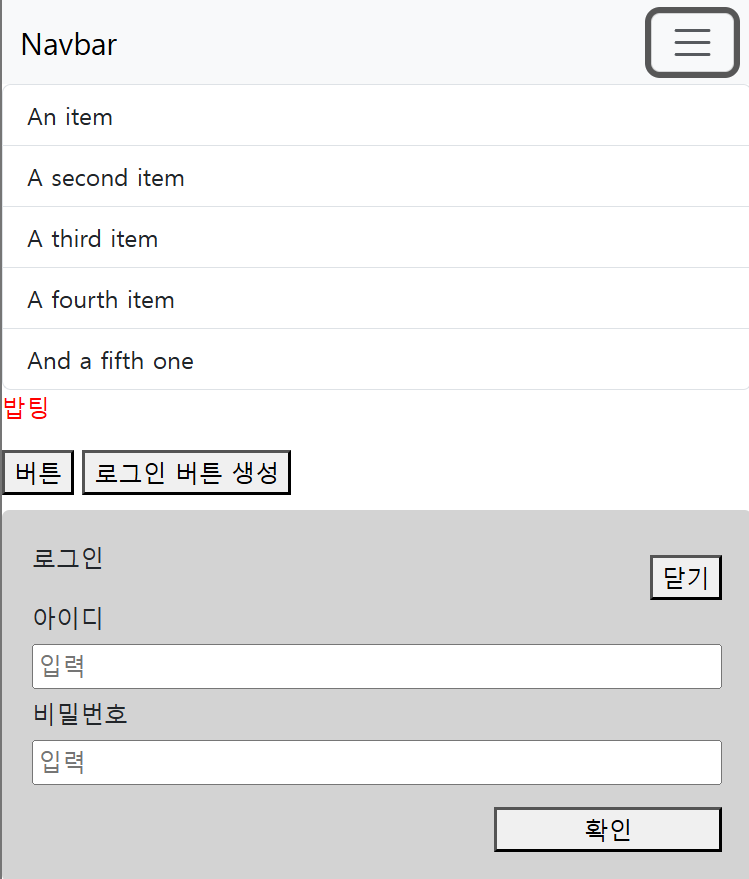 Navbar
An item
A second item
A third item
A fourth item
And a fifth one
밥팅
버튼 로그인 버튼 생성
로그인
닫기
아이디
입력
비밀번호
입력
확인